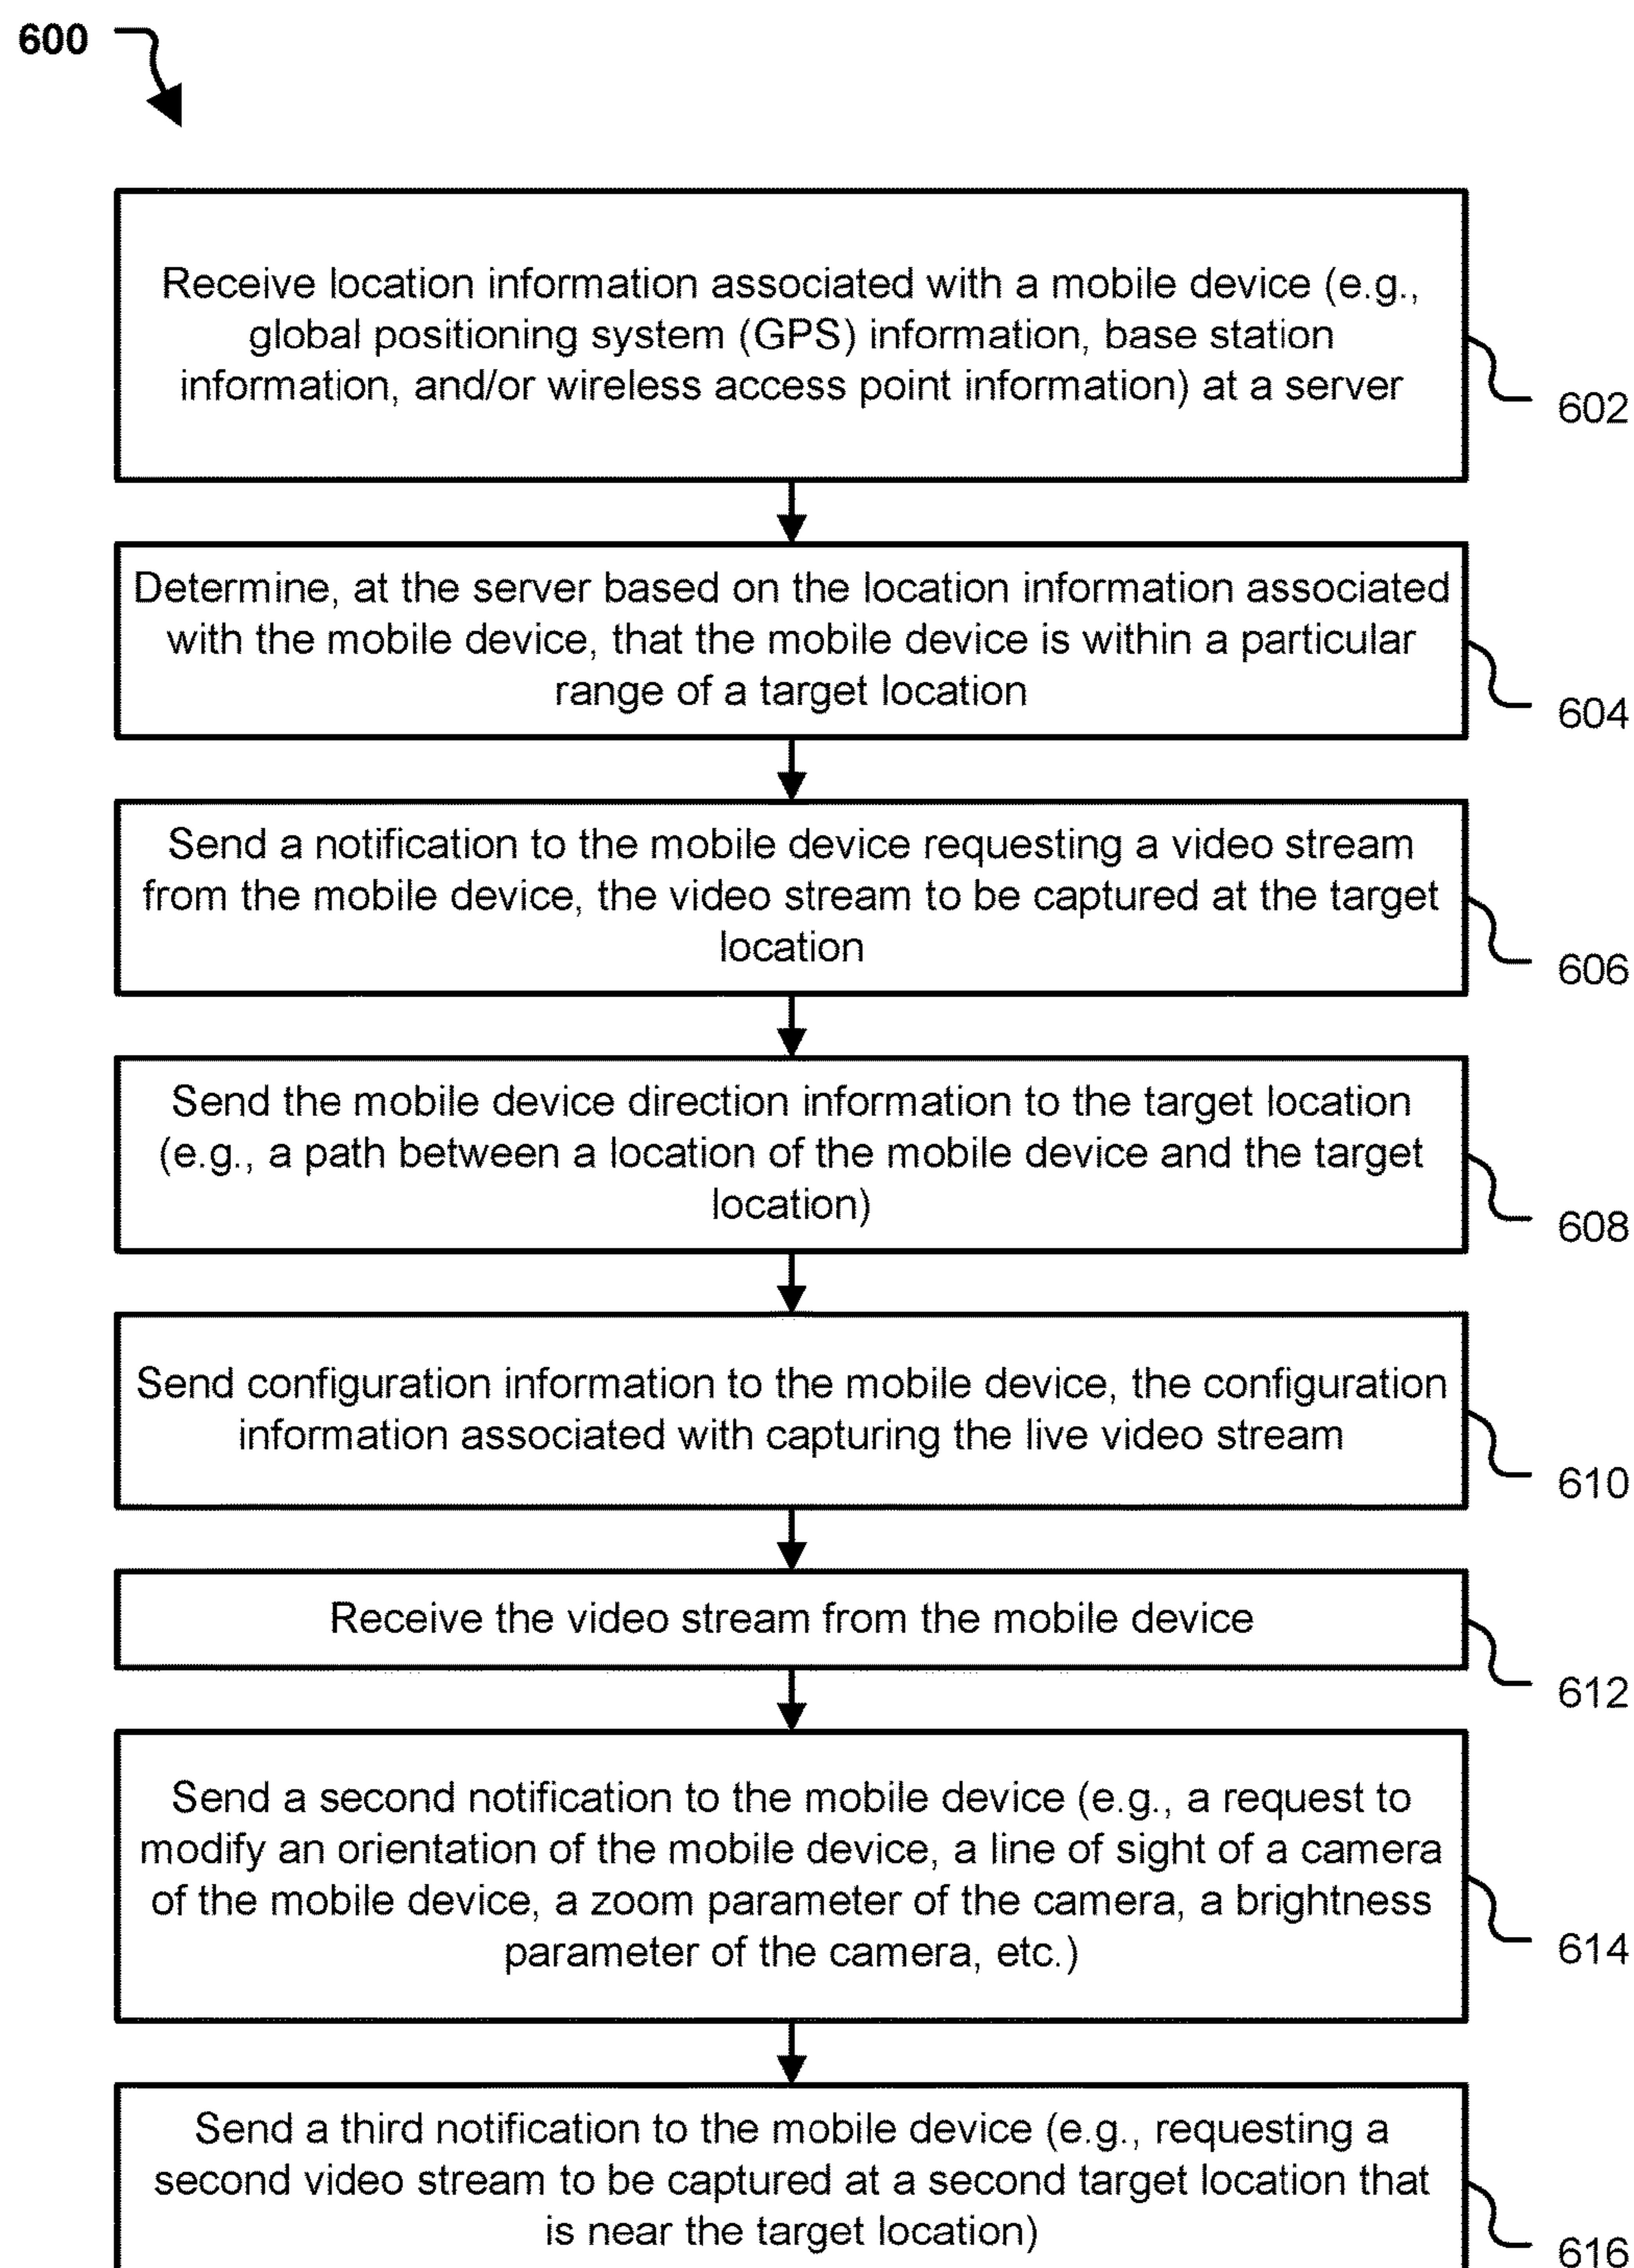 600
Receive location information associated with a mobile device (e.g.,
global positioning system (GPS) information, base station
information, and/or wireless access point information) at a server
602
Determine, at the server based on the location information associated
with the mobile device, that the mobile device is within a particular
range of a target location
604
Send a notification to the mobile device requesting a video stream
from the mobile device, the video stream to be captured at the target
location
606
Send the mobile device direction information to the target location
(e.g., a path between a location of the mobile device and the target
location)
608
Send configuration information to the mobile device, the configuration
information associated with capturing the live video stream
610
Receive the video stream from the mobile device
612
Send a second notification to the mobile device (e.g., a request to
modify an orientation of the mobile device, a line of sight of a camera
of the mobile device, a zoom parameter of the camera, a brightness
parameter of the camera, etc.)
614
Send a third notification to the mobile device (e.g., requesting a
second video stream to be captured at a second target location that
is near the target location)
616